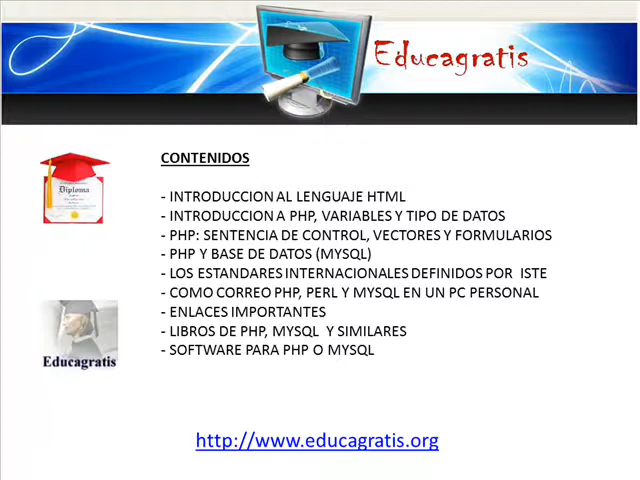 Educagratis
CONTENIDOS
Diploma
- INTRODUCCION AL LENGUAJE HTML
- INTRODUCCION A PHP, VARIABLES Y TIPO DE DATOS
- PHP: SENTENCIA DE CONTROL, VECTORES Y FORMULARIOS
- PHP Y BASE DE DATOS (MYSQL)
- LOS ESTANDARES INTERNACIONALES DEFINIDOS POR ISTE
- COMO CORREO PHP, PERL Y MYSQL EN UN PC PERSONAL
- ENLACES IMPORTANTES
- LIBROS DE PHP, MYSQL Y SIMILARES
- SOFTWARE PARA PHP O MYSQL
Educagratis
http://www.educagratis.org